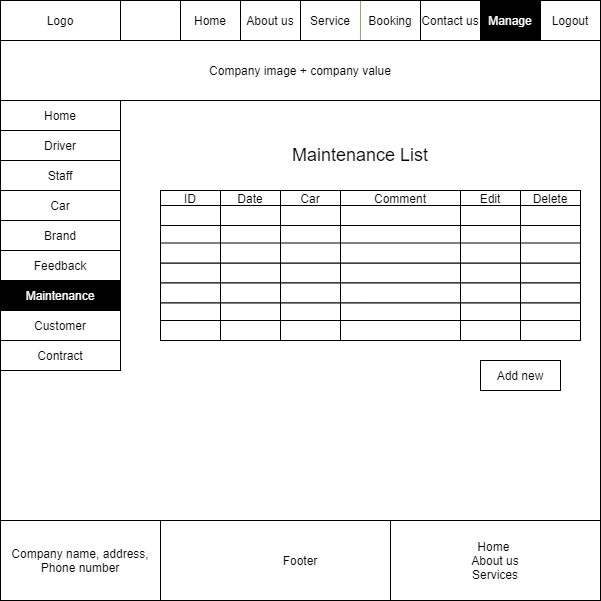 Logo
Home
About us
Service
Booking
Contact us
Manage
Logout
Company image + company value
Home
Driver
Staff
Car
Brand
Feedback
Maintenance
Customer
Contract
Maintenance List
ID
Date
Car
Comment
Edit
Delete
Add new
Company name, address,
Phone number
Footer
Home
About us
Services